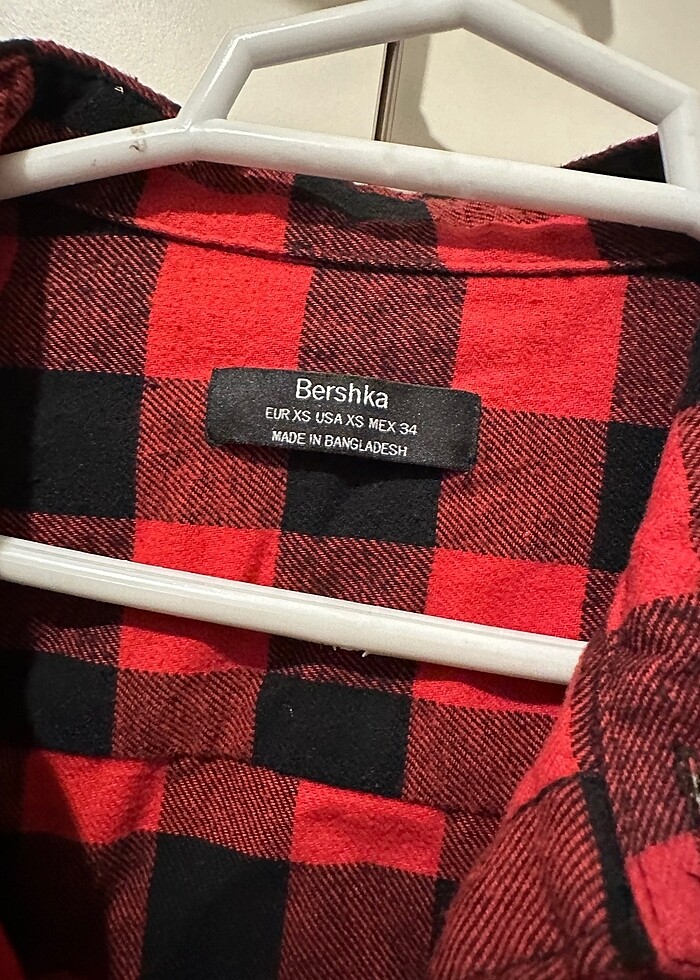 Bershka
EUR XS USA XS MEX 34
MADE IN BANGLADESH